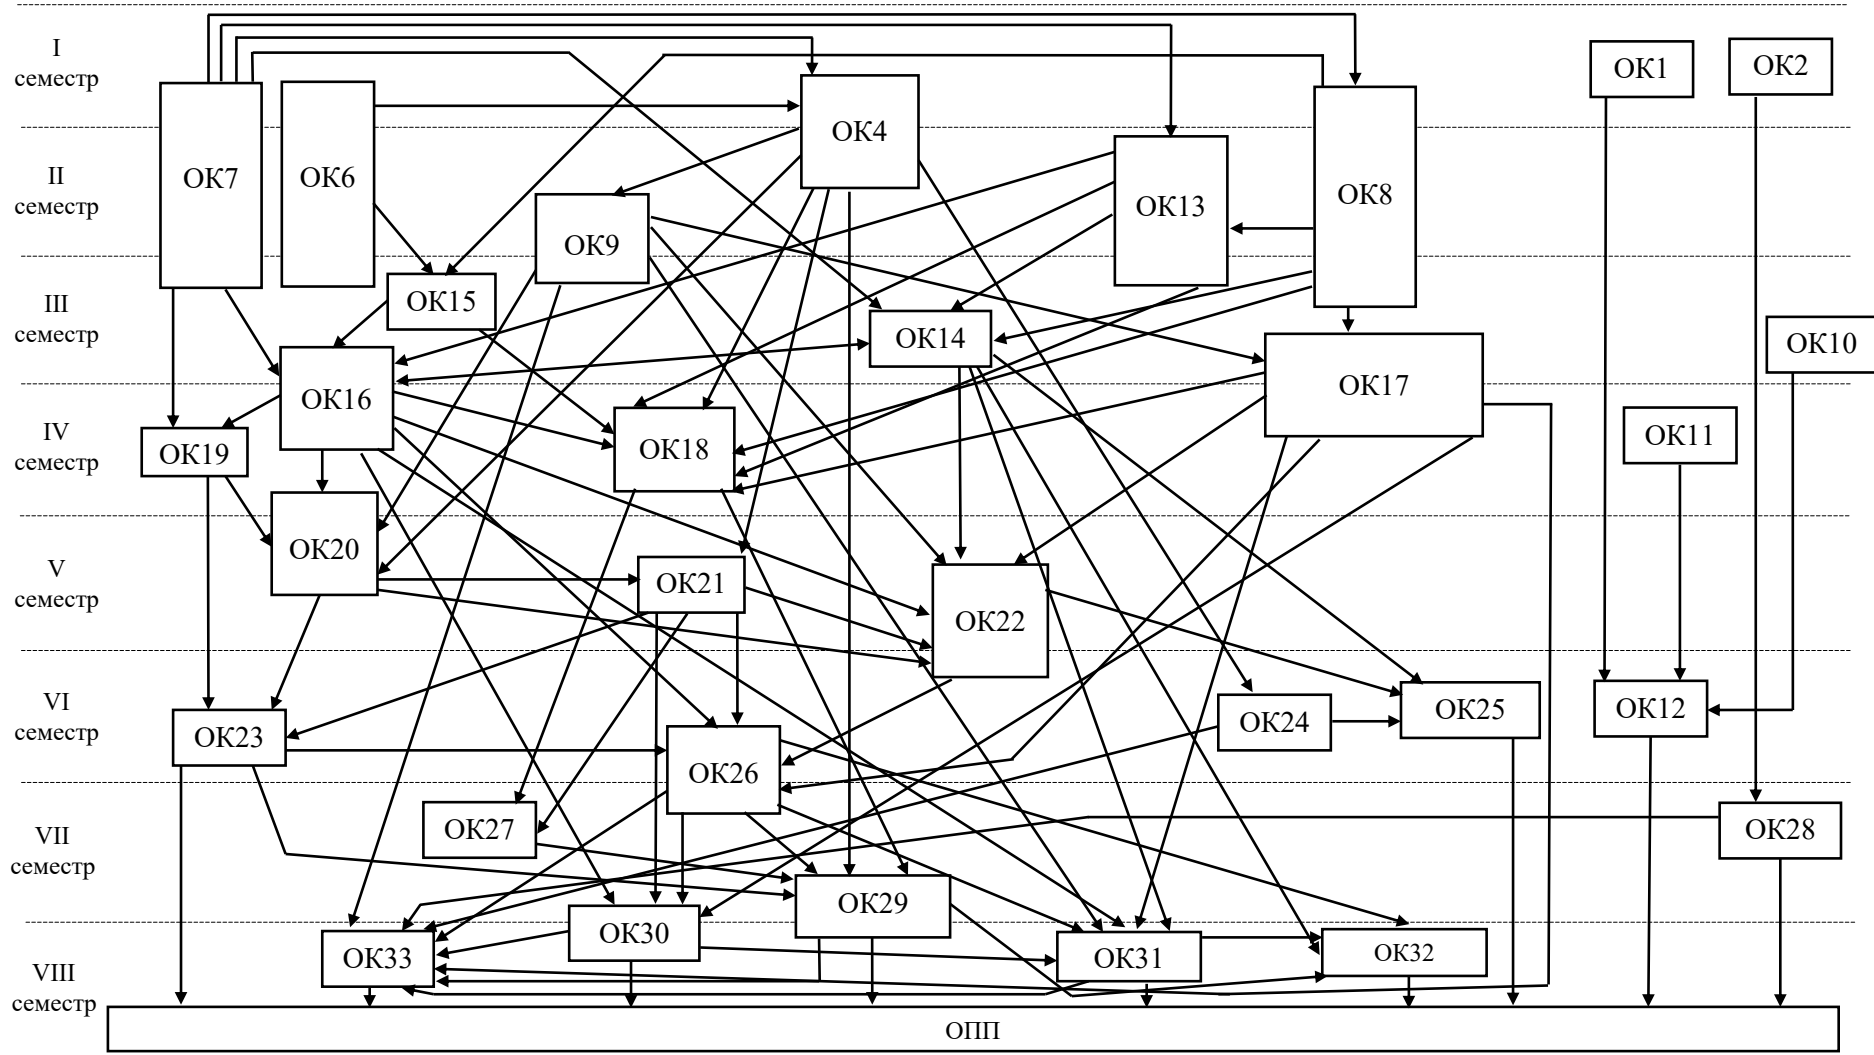 I
семестр
ОК1
ОК2
ОК4
II
семестр
ОК7
ОК6
ОК8
ОК13
ОК9
III
семестр
ОК15
ОК14
ОК10
ОК17
ОК16
IV
семестр
ОК11
ОК18
ОК19
V
семестр
ОК20
ОК21
ОК22
VI
семестр
ОК12
ОК25
ОК24
ОК23
ОК26
VII
семестр
ОК27
ОК28
ОК29
ОК30
VIII
семестр
ОК33
ОК31
ОК32
ОПП